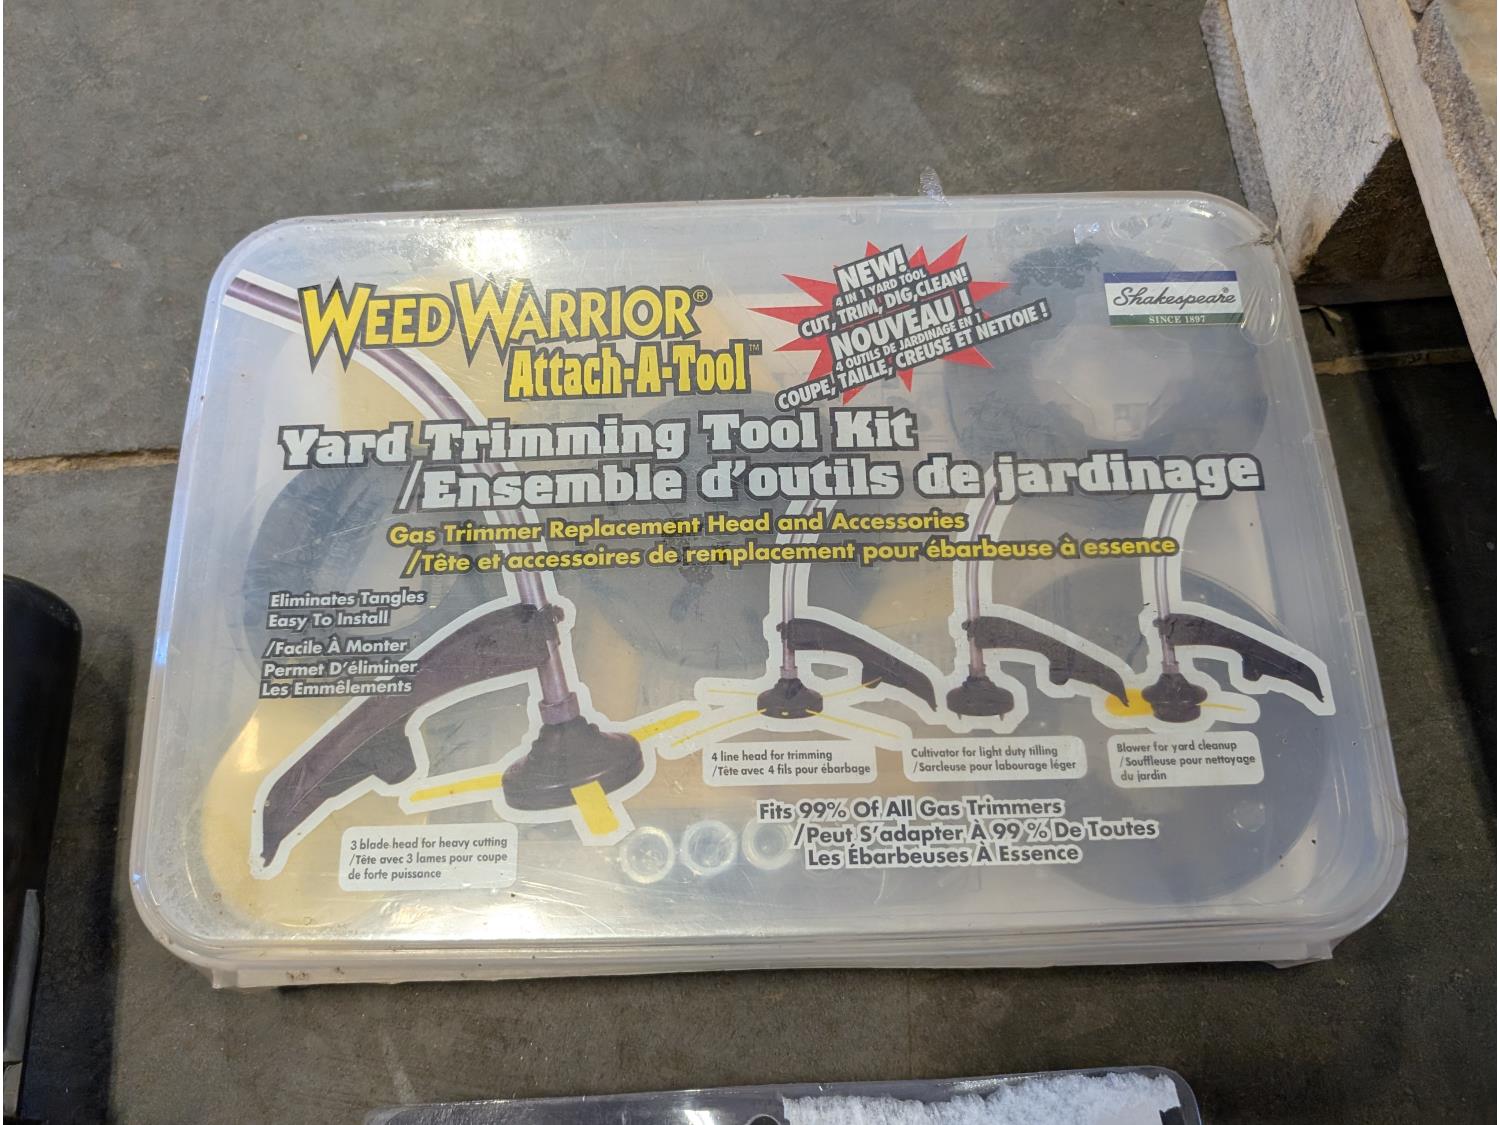 WEED WARRIOR®
Attach-A-Tool™
NEW!
4 IN 1 YARD TOOL
CUT, TRIM, DIG, CLEAN!
NOUVEAU !
4 OUTILS DE JARDINAGE EN 1
COUPE, TAILLE, CREUSE ET NETTOIE !
Shakespeare
SINCE 1897
Yard Trimming Tool Kit
/Ensemble d'outils de jardinage
Gas Trimmer Replacement Head and Accessories
/Tête et accessoires de remplacement pour ébarbeuse à essence
Eliminates Tangles
Easy To Install
/Facile À Monter
Permet D'éliminer
Les Emmêlements
4 line head for trimming
/Tête avec 4 fils pour ébarbage
Cultivator for light duty tilling
/Sarcleuse pour labourage léger
Blower for yard cleanup
/Souffleuse pour nettoyage
du jardin
3 blade head for heavy cutting
/Tête avec 3 lames pour coupe
de forte puissance
Fits 99% Of All Gas Trimmers
/Peut S'adapter À 99 % De Toutes
Les Ébarbeuses À Essence